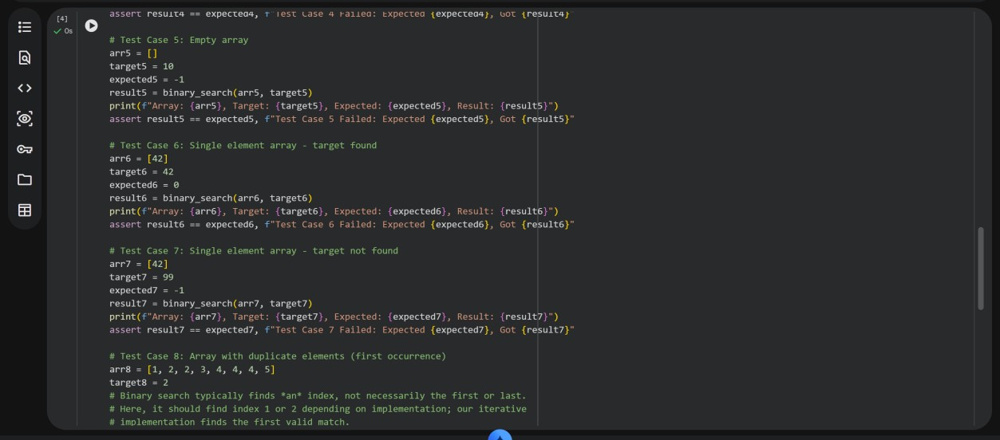 [4]
0s
assert result4 == expected4, f"Test Case 4 Failed: Expected {expected4}, Got {result4}"
# Test Case 5: Empty array
arr5 = []
target5 = 10
expected5 = -1
result5 = binary_search(arr5, target5)
print(f"Array: {arr5}, Target: {target5}, Expected: {expected5}, Result: {result5}")
assert result5 == expected5, f"Test Case 5 Failed: Expected {expected5}, Got {result5}"
# Test Case 6: Single element array - target found
arr6 = [42]
target6 = 42
expected6 = 0
result6 = binary_search(arr6, target6)
print(f"Array: {arr6}, Target: {target6}, Expected: {expected6}, Result: {result6}")
assert result6 == expected6, f"Test Case 6 Failed: Expected {expected6}, Got {result6}"
# Test Case 7: Single element array - target not found
arr7 = [42]
target7 = 99
expected7 = -1
result7 = binary_search(arr7, target7)
print(f"Array: {arr7}, Target: {target7}, Expected: {expected7}, Result: {result7}")
assert result7 == expected7, f"Test Case 7 Failed: Expected {expected7}, Got {result7}"
# Test Case 8: Array with duplicate elements (first occurrence)
arr8 = [1, 2, 2, 3, 4, 4, 4, 5]
target8 = 2
# Binary search typically finds *an* index, not necessarily the first or last.
# Here, it should find index 1 or 2 depending on implementation; our iterative
# implementation finds the first valid match.